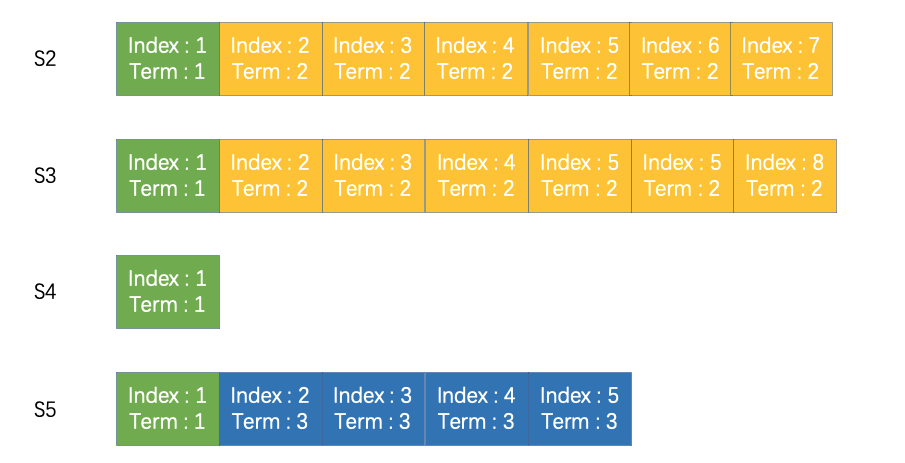 S2
Index : 1 Index : 2 Index : 3 Index : 4 Index : 5 Index : 6 Index : 7
Term : 1 Term : 2 Term : 2 Term : 2 Term : 2 Term : 2 Term : 2
S3
Index : 1 Index : 2 Index : 3 Index : 4 Index : 5 Index : 5 Index : 8
Term : 1 Term : 2 Term : 2 Term : 2 Term : 2 Term : 2 Term : 2
S4
Index : 1
Term : 1
S5
Index : 1 Index : 2 Index : 3 Index : 4 Index : 5
Term : 1 Term : 3 Term : 3 Term : 3 Term : 3